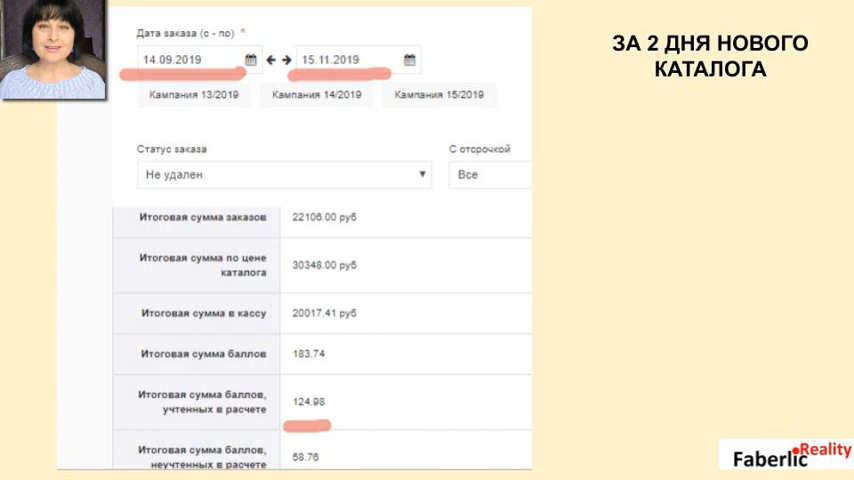 Дата заказа (с - по) *
14.09.2019
15.11.2019
Кампания 13/2019
Кампания 14/2019
Кампания 15/2019
Статус заказа
С отсрочкой
Не удален
Все
Итоговая сумма заказов
22106.00 руб
Итоговая сумма по цене
каталога
30348.00 руб
Итоговая сумма в кассу
20017.41 руб
Итоговая сумма баллов
183.74
Итоговая сумма баллов,
учтенных в расчете
124.98
Итоговая сумма баллов,
неучтенных в расчете
58.76
ЗА 2 ДНЯ НОВОГО
КАТАЛОГА
Faberlic Reality